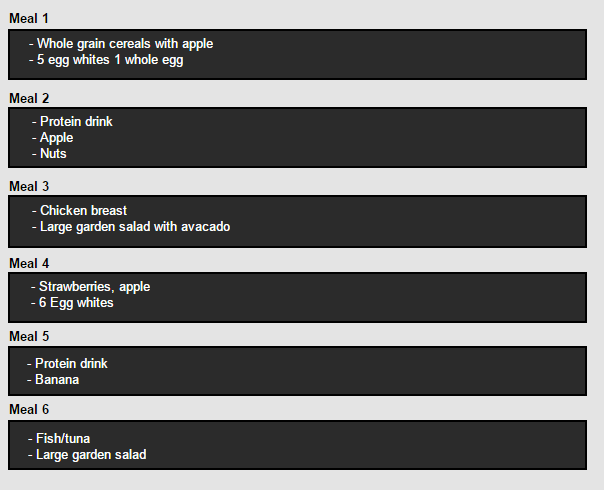 Meal 1
- Whole grain cereals with apple
- 5 egg whites 1 whole egg
Meal 2
- Protein drink
- Apple
- Nuts
Meal 3
- Chicken breast
- Large garden salad with avacado
Meal 4
- Strawberries, apple
- 6 Egg whites
Meal 5
- Protein drink
- Banana
Meal 6
- Fish/tuna
- Large garden salad